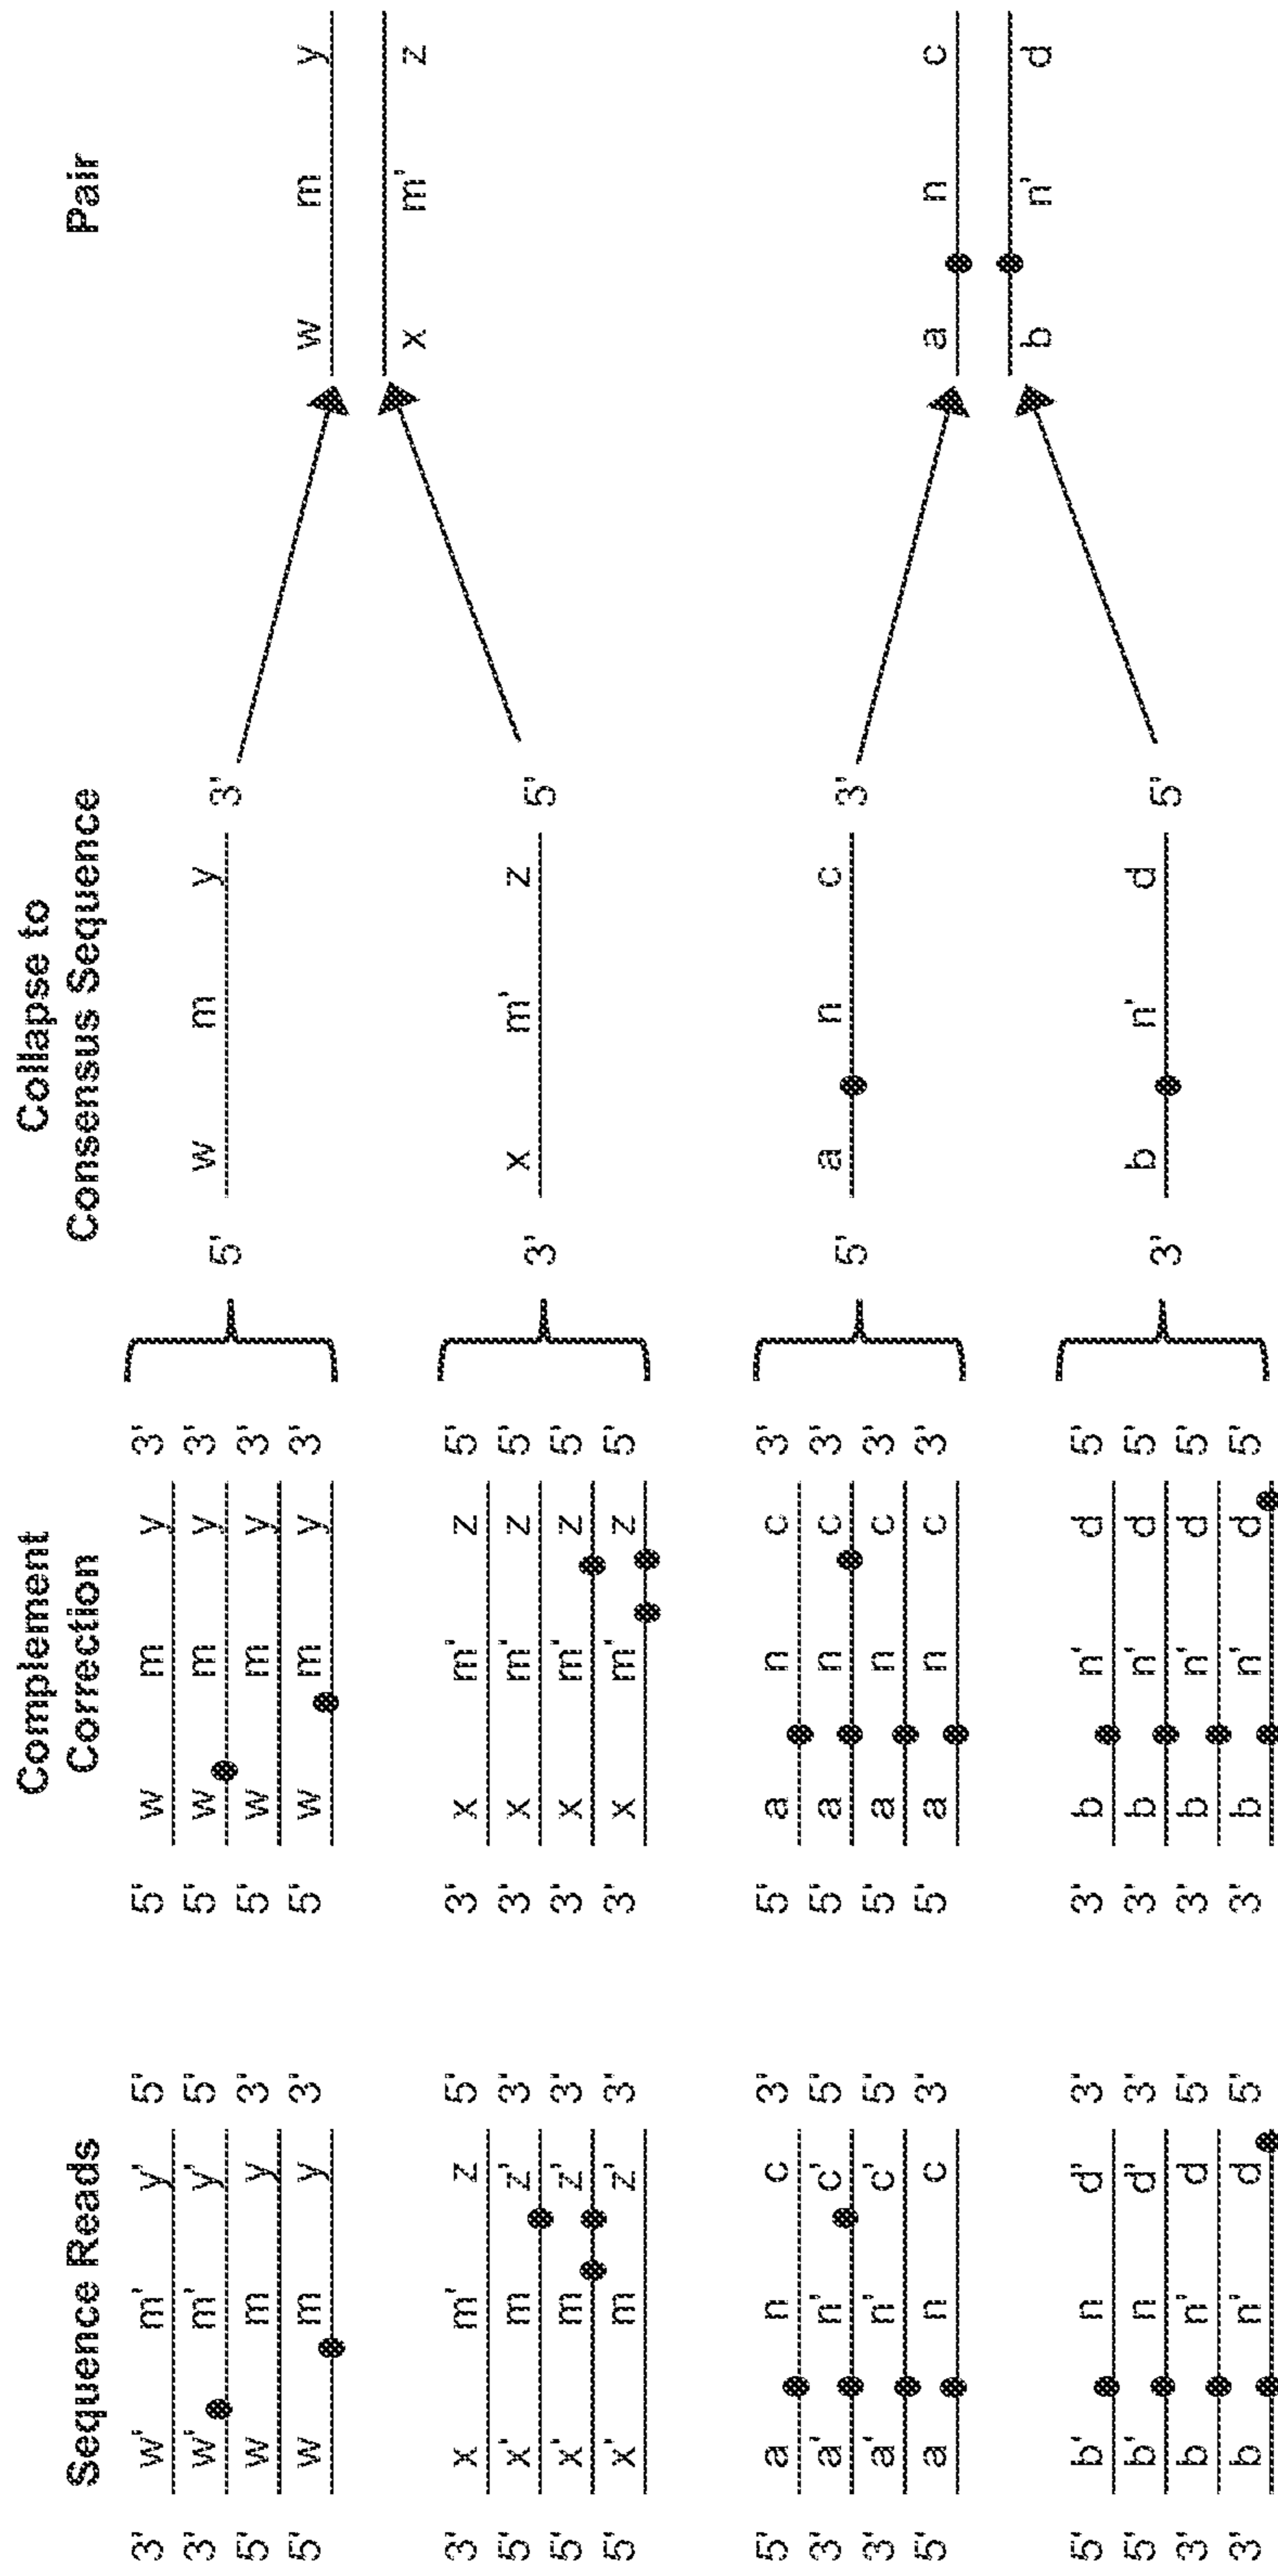 Sequence Reads
3' w' m' y' 5'
3' w' m' y' 5'
5' w m y 3'
5' w m y 3'
3' x m' z 5'
5' x' m z' 3'
5' x' m z' 3'
5' x' m z' 3'
5' a n c 3'
3' a' n' c' 5'
3' a' n' c' 5'
5' a n c 3'
5' b' n d' 3'
5' b' n d' 3'
3' b n' d 5'
3' b n' d 5'
Complement
Correction
5' w m y 3'
5' w m y 3'
5' w m y 3'
5' w m y 3'
3' x m' z 5'
3' x m' z 5'
3' x m' z 5'
3' x m' z 5'
5' a n c 3'
5' a n c 3'
5' a n c 3'
5' a n c 3'
3' b n' d 5'
3' b n' d 5'
3' b n' d 5'
3' b n' d 5'
Collapse to
Consensus Sequence
5' w m y 3'
3' x m' z 5'
5' a n c 3'
3' b n' d 5'
Pair
w m y
x m' z
a n c
b n' d